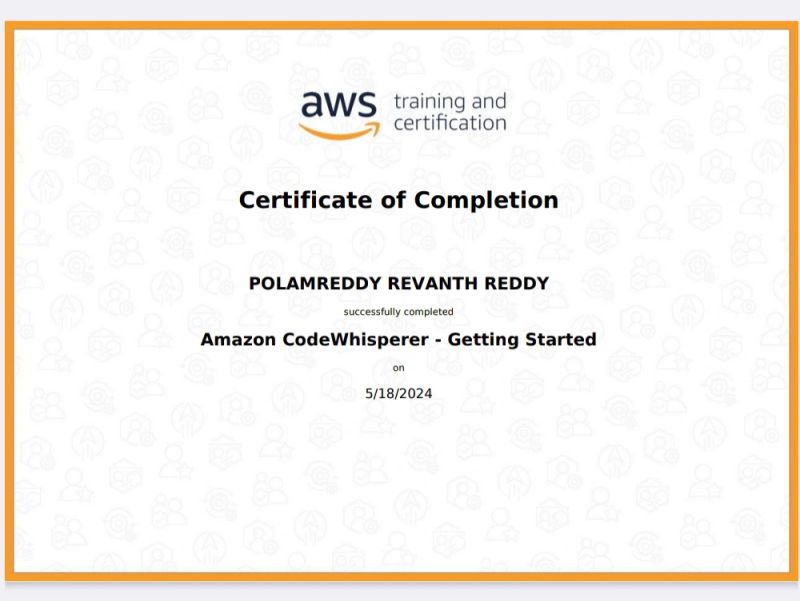 aws training and
certification
Certificate of Completion
POLAMREDDY REVANTH REDDY
successfully completed
Amazon CodeWhisperer - Getting Started
on
5/18/2024